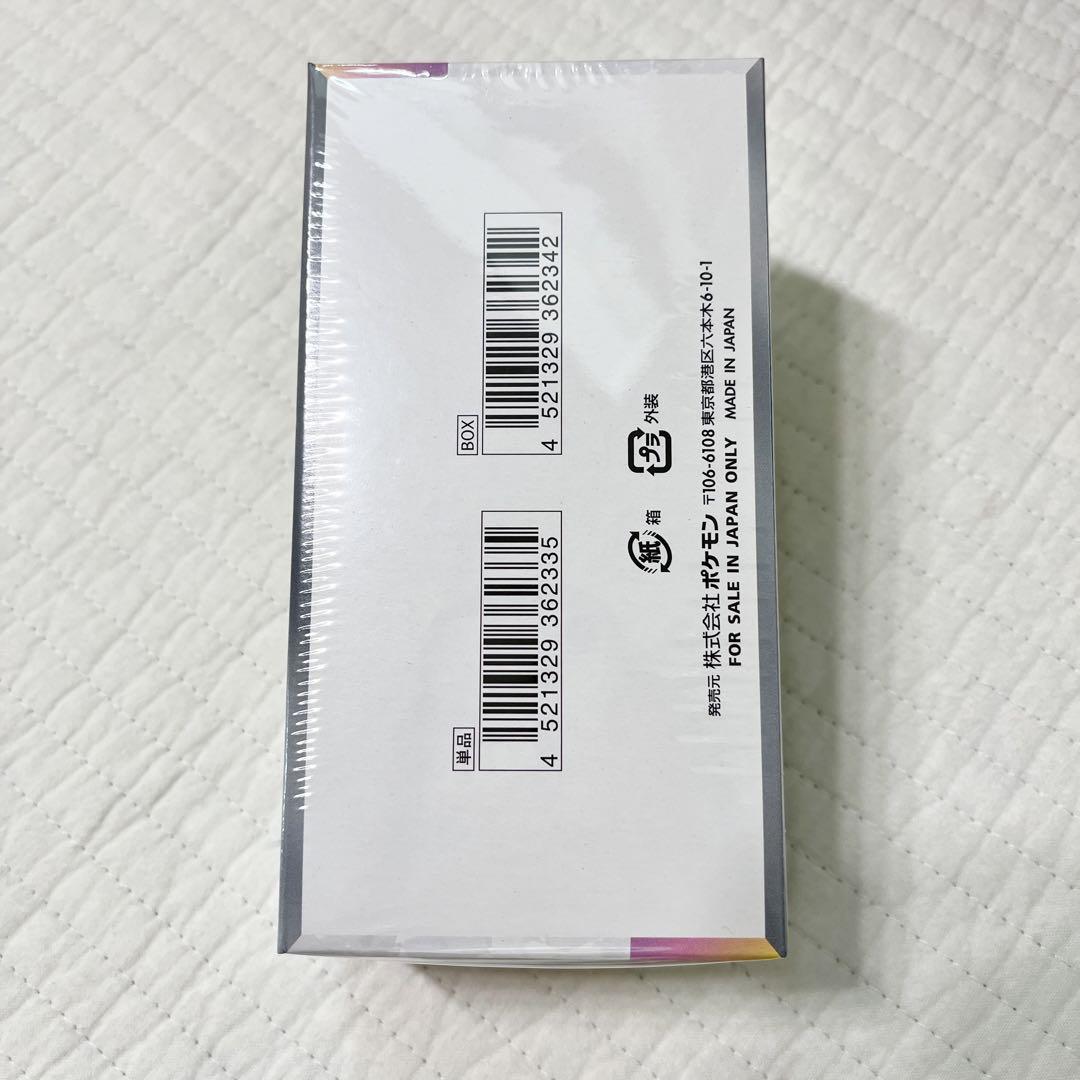 単品
4 521329 362335
BOX
4 521329 362342
紙 箱
プラ 外装
発売元 株式会社 ポケモン 〒106-6108 東京都港区六本木6-10-1
FOR SALE IN JAPAN ONLY MADE IN JAPAN